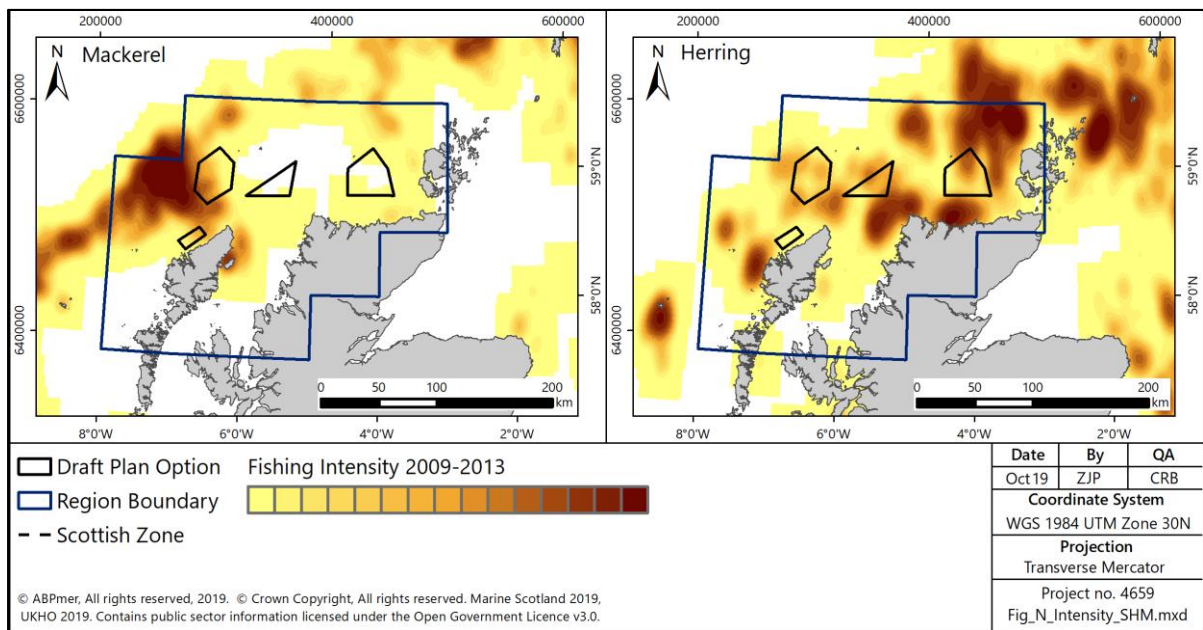 200000 400000 600000
N Mackerel
6600000
6400000
0 50 100 200
km
8°0'W 6°0'W 4°0'W 2°0'W
200000 400000 600000
N Herring
6600000
59°0'N
58°0'N
6400000
59°0'N
58°0'N
0 50 100 200
km
8°0'W 6°0'W 4°0'W 2°0'W
Draft Plan Option
Region Boundary
Scottish Zone
Fishing Intensity 2009-2013
© ABPmer, All rights reserved, 2019. © Crown Copyright, All rights reserved. Marine Scotland 2019,
UKHO 2019. Contains public sector information licensed under the Open Government Licence v3.0.
Date By QA
Oct 19 ZJP CRB
Coordinate System
WGS 1984 UTM Zone 30N
Projection
Transverse Mercator
Project no. 4659
Fig_N_Intensity_SHM.mxd